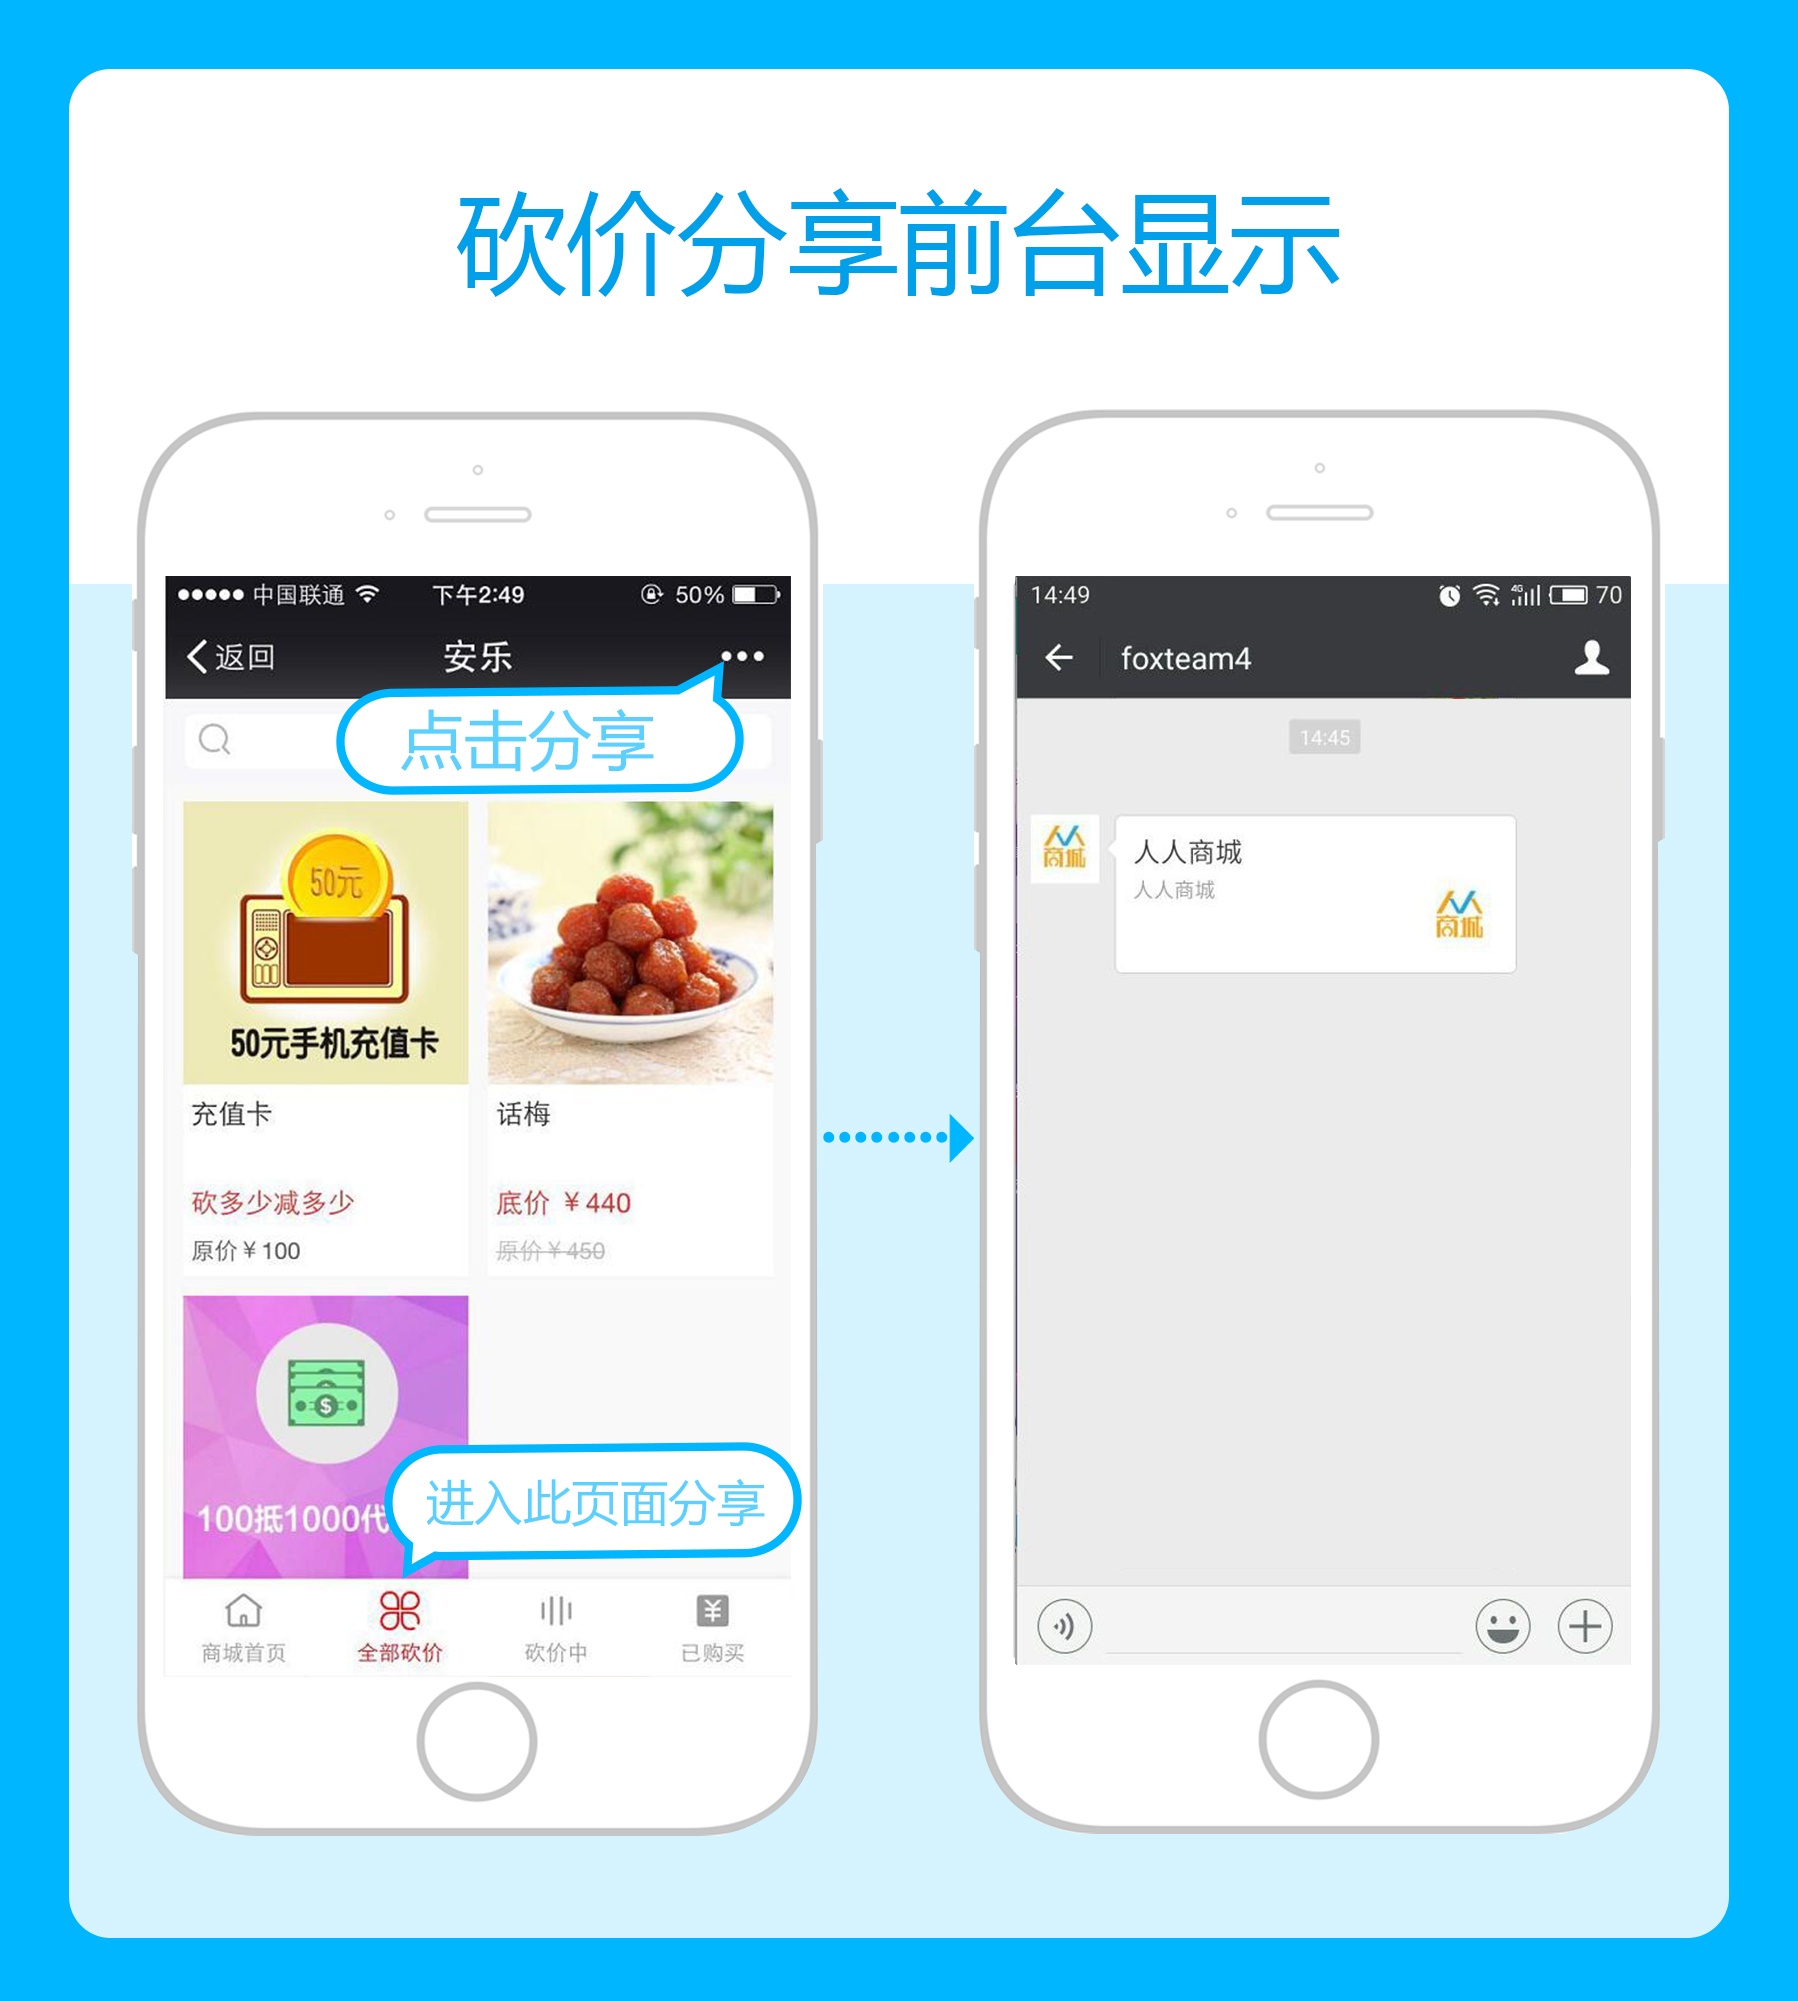 砍价分享前台显示
中国联通 下午2:49 50%
返回 安乐
点击分享
50元
50元手机充值卡
充值卡
砍多少减多少
原价¥100
话梅
底价 ¥440
原价¥450
100抵1000代
进入此页面分享
商城首页 全部砍价 砍价中 已购买
14:49 4G 70
foxteam4
14:45
人人商城
人人商城
商城
商城